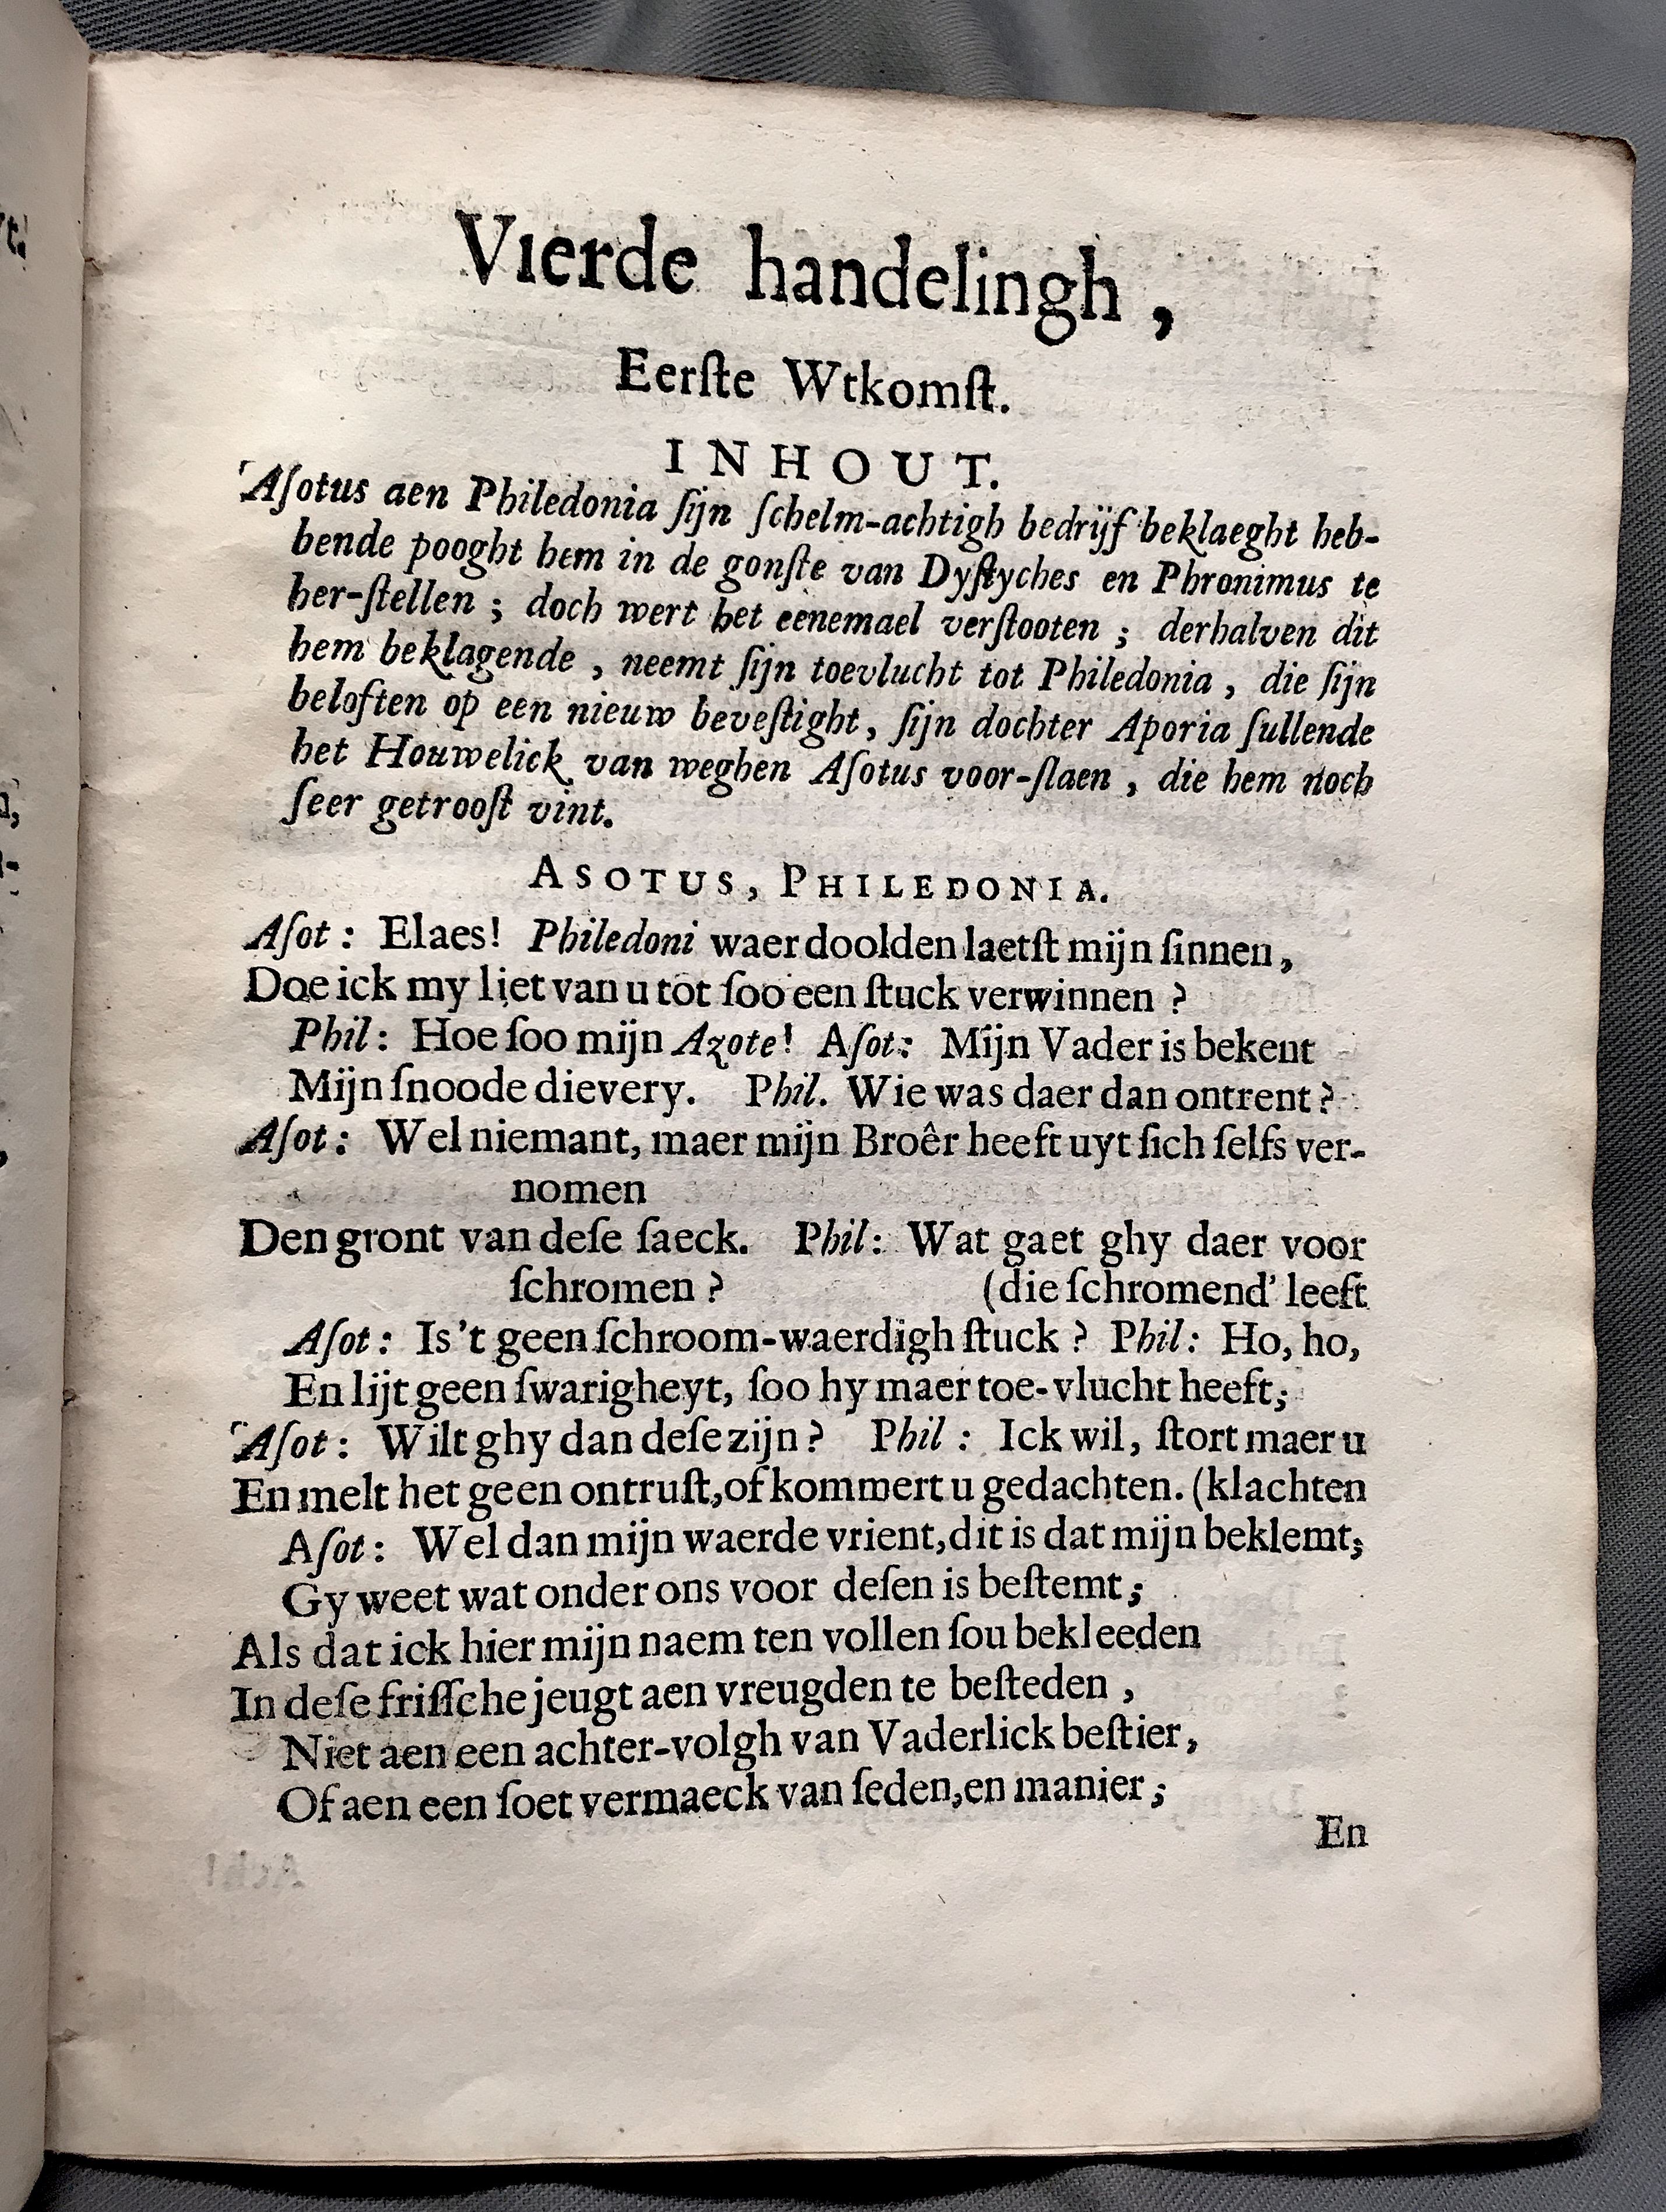 Vierde handelingh,
Eerſte Wtkomſt.
INHOUT.
Aſotus aen Philedonia ſijn ſchelm-achtigh bedrijf beklaeght heb-
bende pooght hem in de gonſte van Dyſtyches en Phronimus te
her-ſtellen ; doch wert het eenemael verſtooten ; derhalven dit
hem beklagende , neemt ſijn toevlucht tot Philedonia , die ſijn
beloften op een nieuw beveſtight, ſijn dochter Aporia ſullende
het Houwelick van weghen Aſotus voor-ſlaen , die hem noch
ſeer getrooſt vint.
ASOTUS, PHILEDONIA.
Aſot : Elaes! Philedoni waer doolden laetſt mijn ſinnen,
Doe ick my liet van u tot ſoo een ſtuck verwinnen ?
Phil : Hoe ſoo mijn Azote! Aſot: Mijn Vader is bekent
Mijn ſnoode dievery. Phil. Wie was daer dan ontrent?
Aſot : Wel niemant, maer mijn Broêr heeft uyt ſich ſelfs ver-
nomen
Den gront van deſe ſaeck. Phil: Wat gaet ghy daer voor
ſchromen ? (die ſchromend' leeft
Aſot : Is 't geen ſchroom-waerdigh ſtuck ? Phil: Ho, ho,
En lijt geen ſwarigheyt, ſoo hy maer toe-vlucht heeft;
Aſot : Wilt ghy dan deſe zijn ? Phil : Ick wil, ſtort maer u
En melt het geen ontruſt,of kommert u gedachten. (klachten
Aſot : Wel dan mijn waerde vrient,dit is dat mijn beklemt;
Gy weet wat onder ons voor deſen is beſtemt;
Als dat ick hier mijn naem ten vollen ſou bekleeden
In deſe friſſche jeugt aen vreugden te beſteden ,
Niet aen een achter-volgh van Vaderlick beſtier,
Of aen een ſoet vermaeck van ſeden,en manier;
En